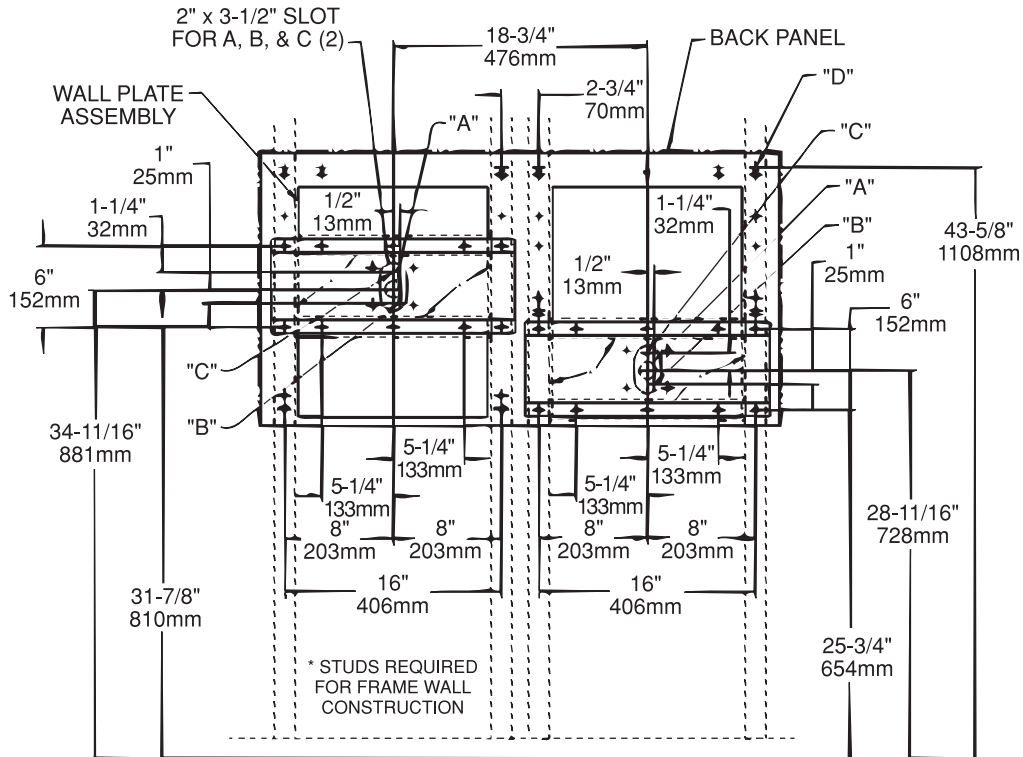 2" x 3-1/2" SLOT
FOR A, B, & C (2)
18-3/4"
476mm
BACK PANEL
"D"
WALL PLATE
ASSEMBLY
2-3/4"
70mm
"A"
"C"
1"
25mm
1/2"
13mm
1-1/4"
32mm
"A"
1-1/4"
32mm
"B"
43-5/8"
1108mm
1"
25mm
6"
152mm
1/2"
13mm
6"
152mm
"C"
"B"
34-11/16"
881mm
5-1/4"
133mm
5-1/4"
133mm
5-1/4"
133mm
5-1/4"
133mm
8"
203mm
8"
203mm
8"
203mm
8"
203mm
28-11/16"
728mm
16"
406mm
16"
406mm
31-7/8"
810mm
25-3/4"
654mm
* STUDS REQUIRED
FOR FRAME WALL
CONSTRUCTION